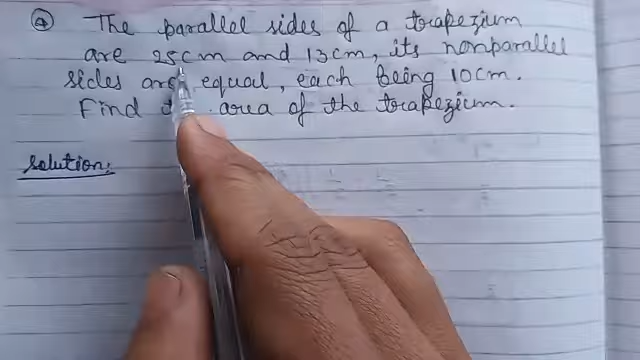 Q The parallel sides of a trapezium
are 25cm and 13cm, its nonparallel
sides are equal, each being 10cm.
Find area of the trapezium.
Solution: